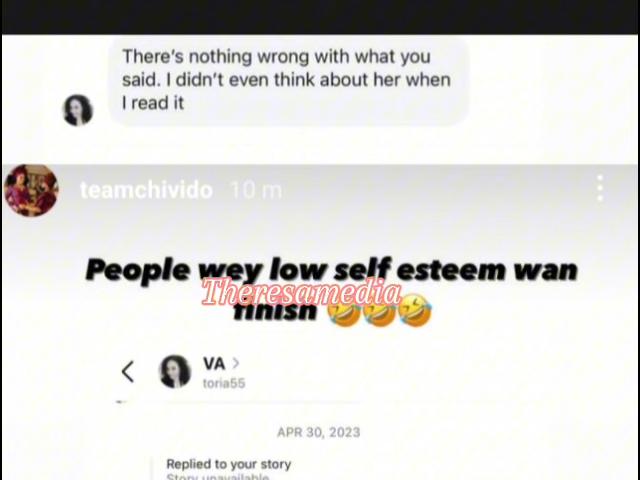 There's nothing wrong with what you
said. I didn't even think about her when
I read it
teamchivido 10 m
People wey low self esteem wan
Theresamedia
finish 🤣🤣🤣
VA >
toria55
APR 30, 2023
Replied to your story
Story unavailable